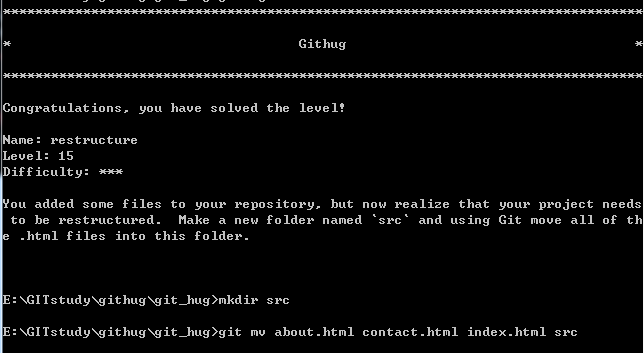 ********************************************************************************
* Githug *
********************************************************************************
Congratulations, you have solved the level!
Name: restructure
Level: 15
Difficulty: ***
You added some files to your repository, but now realize that your project needs
to be restructured.  Make a new folder named `src` and using Git move all of th
e .html files into this folder.
E:\GITstudy\githug\git_hug>mkdir src
E:\GITstudy\githug\git_hug>git mv about.html contact.html index.html src